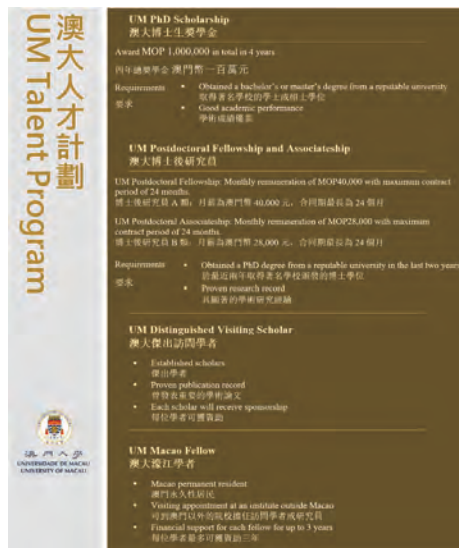 澳大人才計劃
UM Talent Program
澳門大學
UNIVERSIDADE DE MACAU
UNIVERSITY OF MACAU
UM PhD Scholarship
澳大博士生獎學金
Award MOP 1,000,000 in total in 4 years
四年總獎學金 澳門幣一百萬元
Requirements
要求
• Obtained a bachelor's or master's degree from a reputable university
取得著名學校的學士或碩士學位
• Good academic performance
學術成績優異
UM Postdoctoral Fellowship and Associateship
澳大博士後研究員
UM Postdoctoral Fellowship: Monthly remuneration of MOP40,000 with maximum contract
period of 24 months.
博士後研究員 A 類：月薪為澳門幣 40,000 元，合同期最長為 24 個月
UM Postdoctoral Associateship: Monthly remuneration of MOP28,000 with maximum
contract period of 24 months.
博士後研究員 B 類：月薪為澳門幣 28,000 元，合同期最長為 24 個月
Requirements
要求
• Obtained a PhD degree from a reputable university in the last two years
於最近兩年取得著名學校頒發的博士學位
• Proven research record
具顯著的學術研究經驗
UM Distinguished Visiting Scholar
澳大傑出訪問學者
• Established scholars
傑出學者
• Proven publication record
曾發表重要的學術論文
• Each scholar will receive sponsorship
每位學者可獲資助
UM Macao Fellow
澳大濠江學者
• Macao permanent resident
澳門永久性居民
• Visiting appointment at an institute outside Macao
可到澳門以外的院校擔任訪問學者或研究員
• Financial support for each fellow for up to 3 years
每位學者最多可獲資助三年